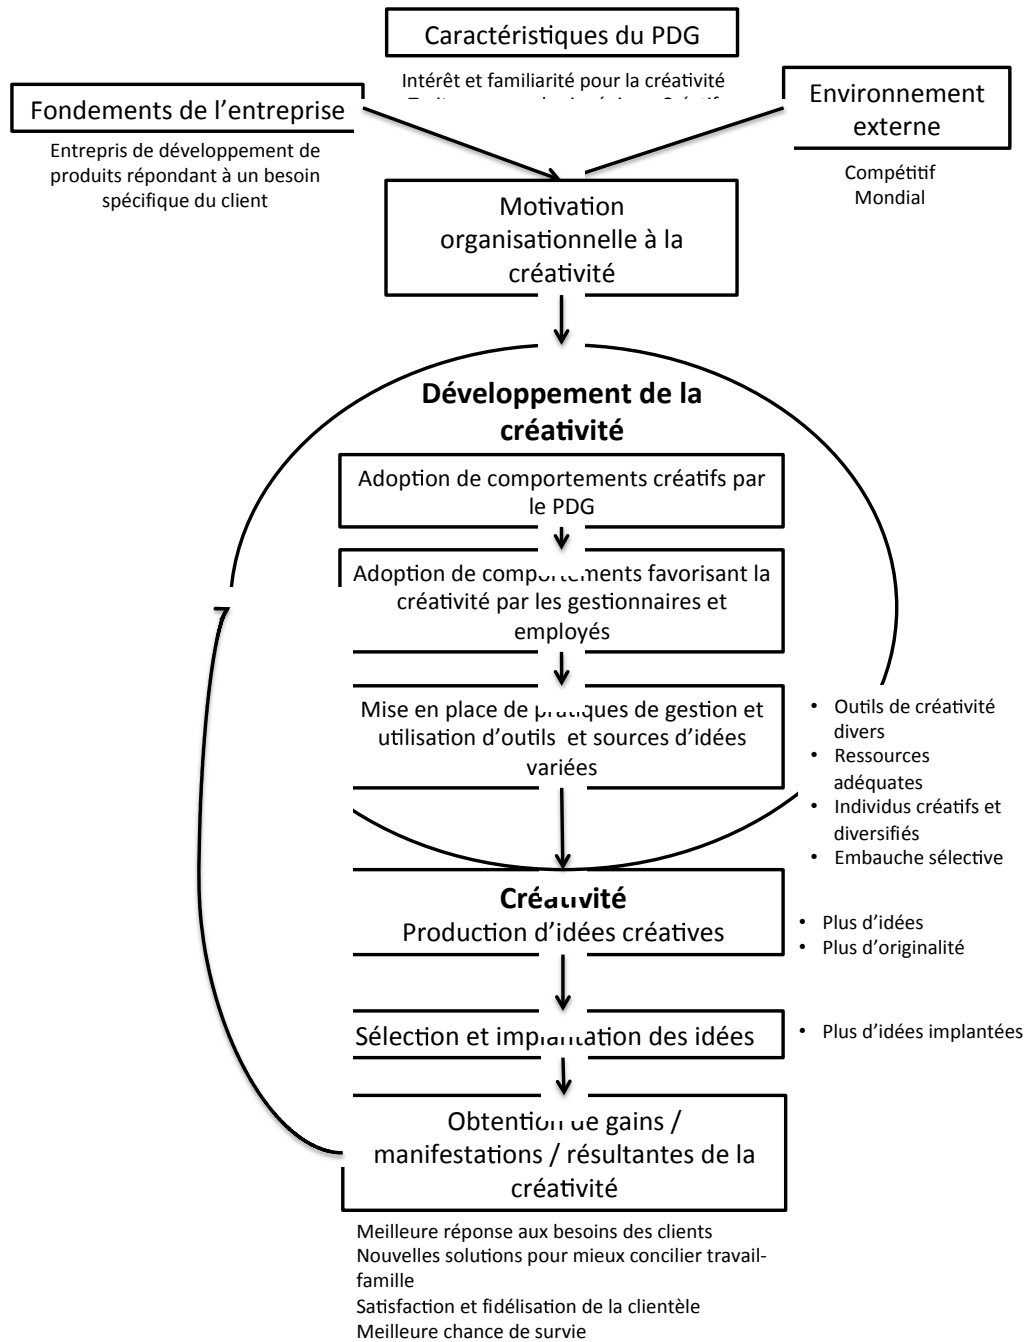 Caractéristiques du PDG
Intérêt et familiarité pour la créativité
Fondements de l'entreprise
Entrepris de développement de
produits répondant à un besoin
spécifique du client
Environnement
externe
Compétitif
Mondial
Motivation
organisationnelle à la
créativité
Développement de la
créativité
Adoption de comportements créatifs par
le PDG
Adoption de comportements favorisant la
créativité par les gestionnaires et
employés
Mise en place de pratiques de gestion et
utilisation d'outils et sources d'idées
variées
• Outils de créativité
divers
• Ressources
adéquates
• Individus créatifs et
diversifiés
• Embauche sélective
Créativité
Production d'idées créatives
• Plus d'idées
• Plus d'originalité
Sélection et implantation des idées
• Plus d'idées implantées
Obtention de gains /
manifestations / résultantes de la
créativité
Meilleure réponse aux besoins des clients
Nouvelles solutions pour mieux concilier travail-
famille
Satisfaction et fidélisation de la clientèle
Meilleure chance de survie